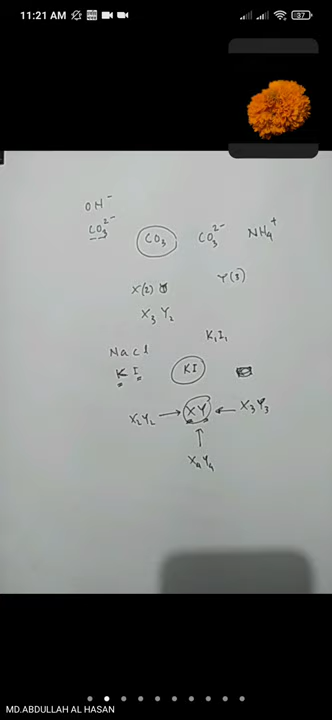 11:21 AM
37
OH⁻
CO₃²⁻ CO₃ CO₃²⁻ NH₄⁺
X(2) Y(3)
X₃Y₂
K₁I₁
NaCl
KI KI
X₂Y₂ → XY ← X₃Y₃
↑
X₄Y₄
MD.ABDULLAH AL HASAN